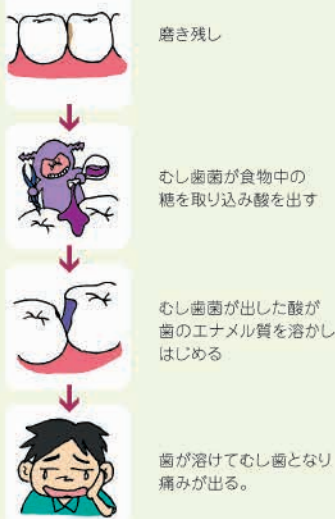 磨き残し
むし歯菌が食物中の
糖を取り込み酸を出す
むし歯菌が出した酸が
歯のエナメル質を溶かし
はじめる
歯が溶けてむし歯となり
痛みが出る。